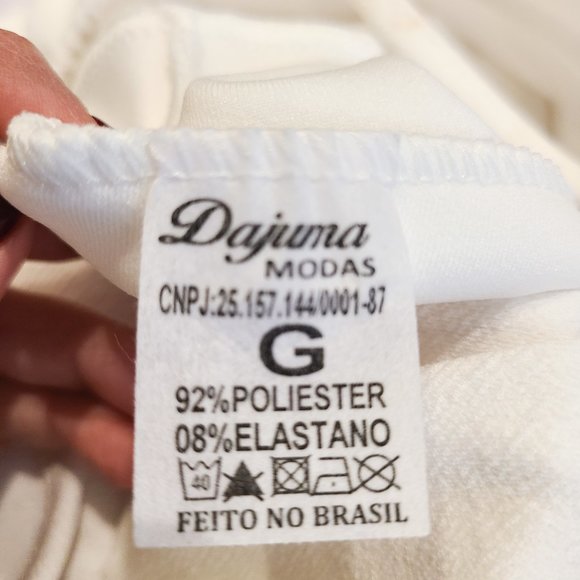 Dajuma
MODAS
CNPJ:25.157.144/0001-87
G
92%POLIESTER
08%ELASTANO
40
FEITO NO BRASIL